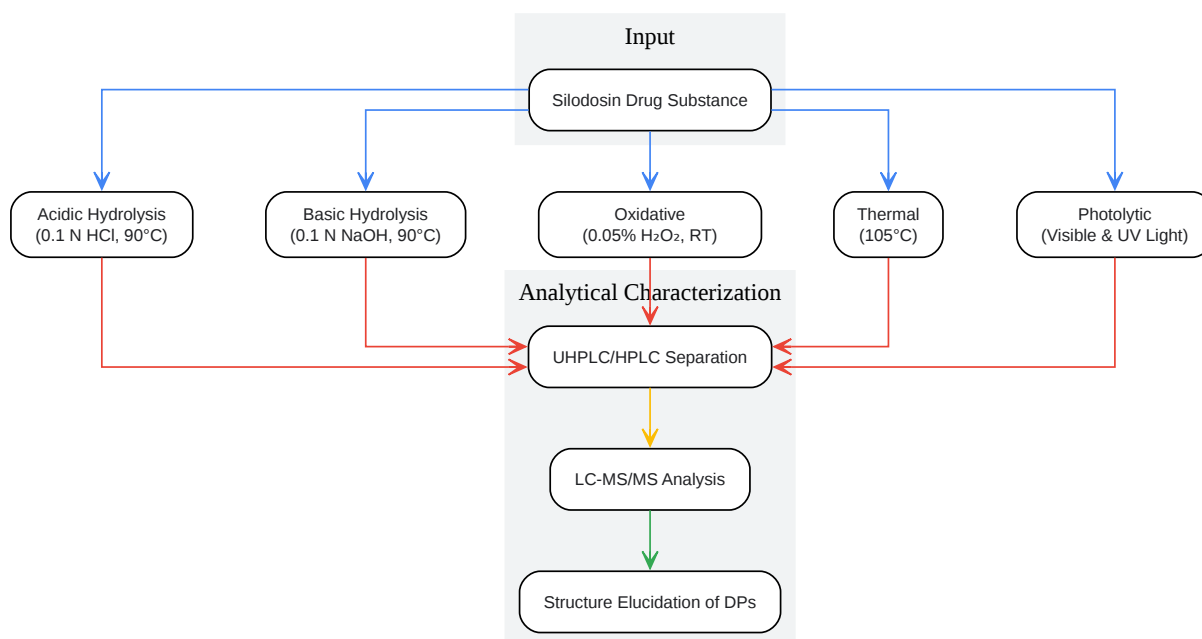 Input
Silodosin Drug Substance
Acidic Hydrolysis
(0.1 N HCl, 90°C)
Basic Hydrolysis
(0.1 N NaOH, 90°C)
Oxidative
(0.05% H₂O₂, RT)
Thermal
(105°C)
Photolytic
(Visible & UV Light)
Analytical Characterization
UHPLC/HPLC Separation
LC-MS/MS Analysis
Structure Elucidation of DPs